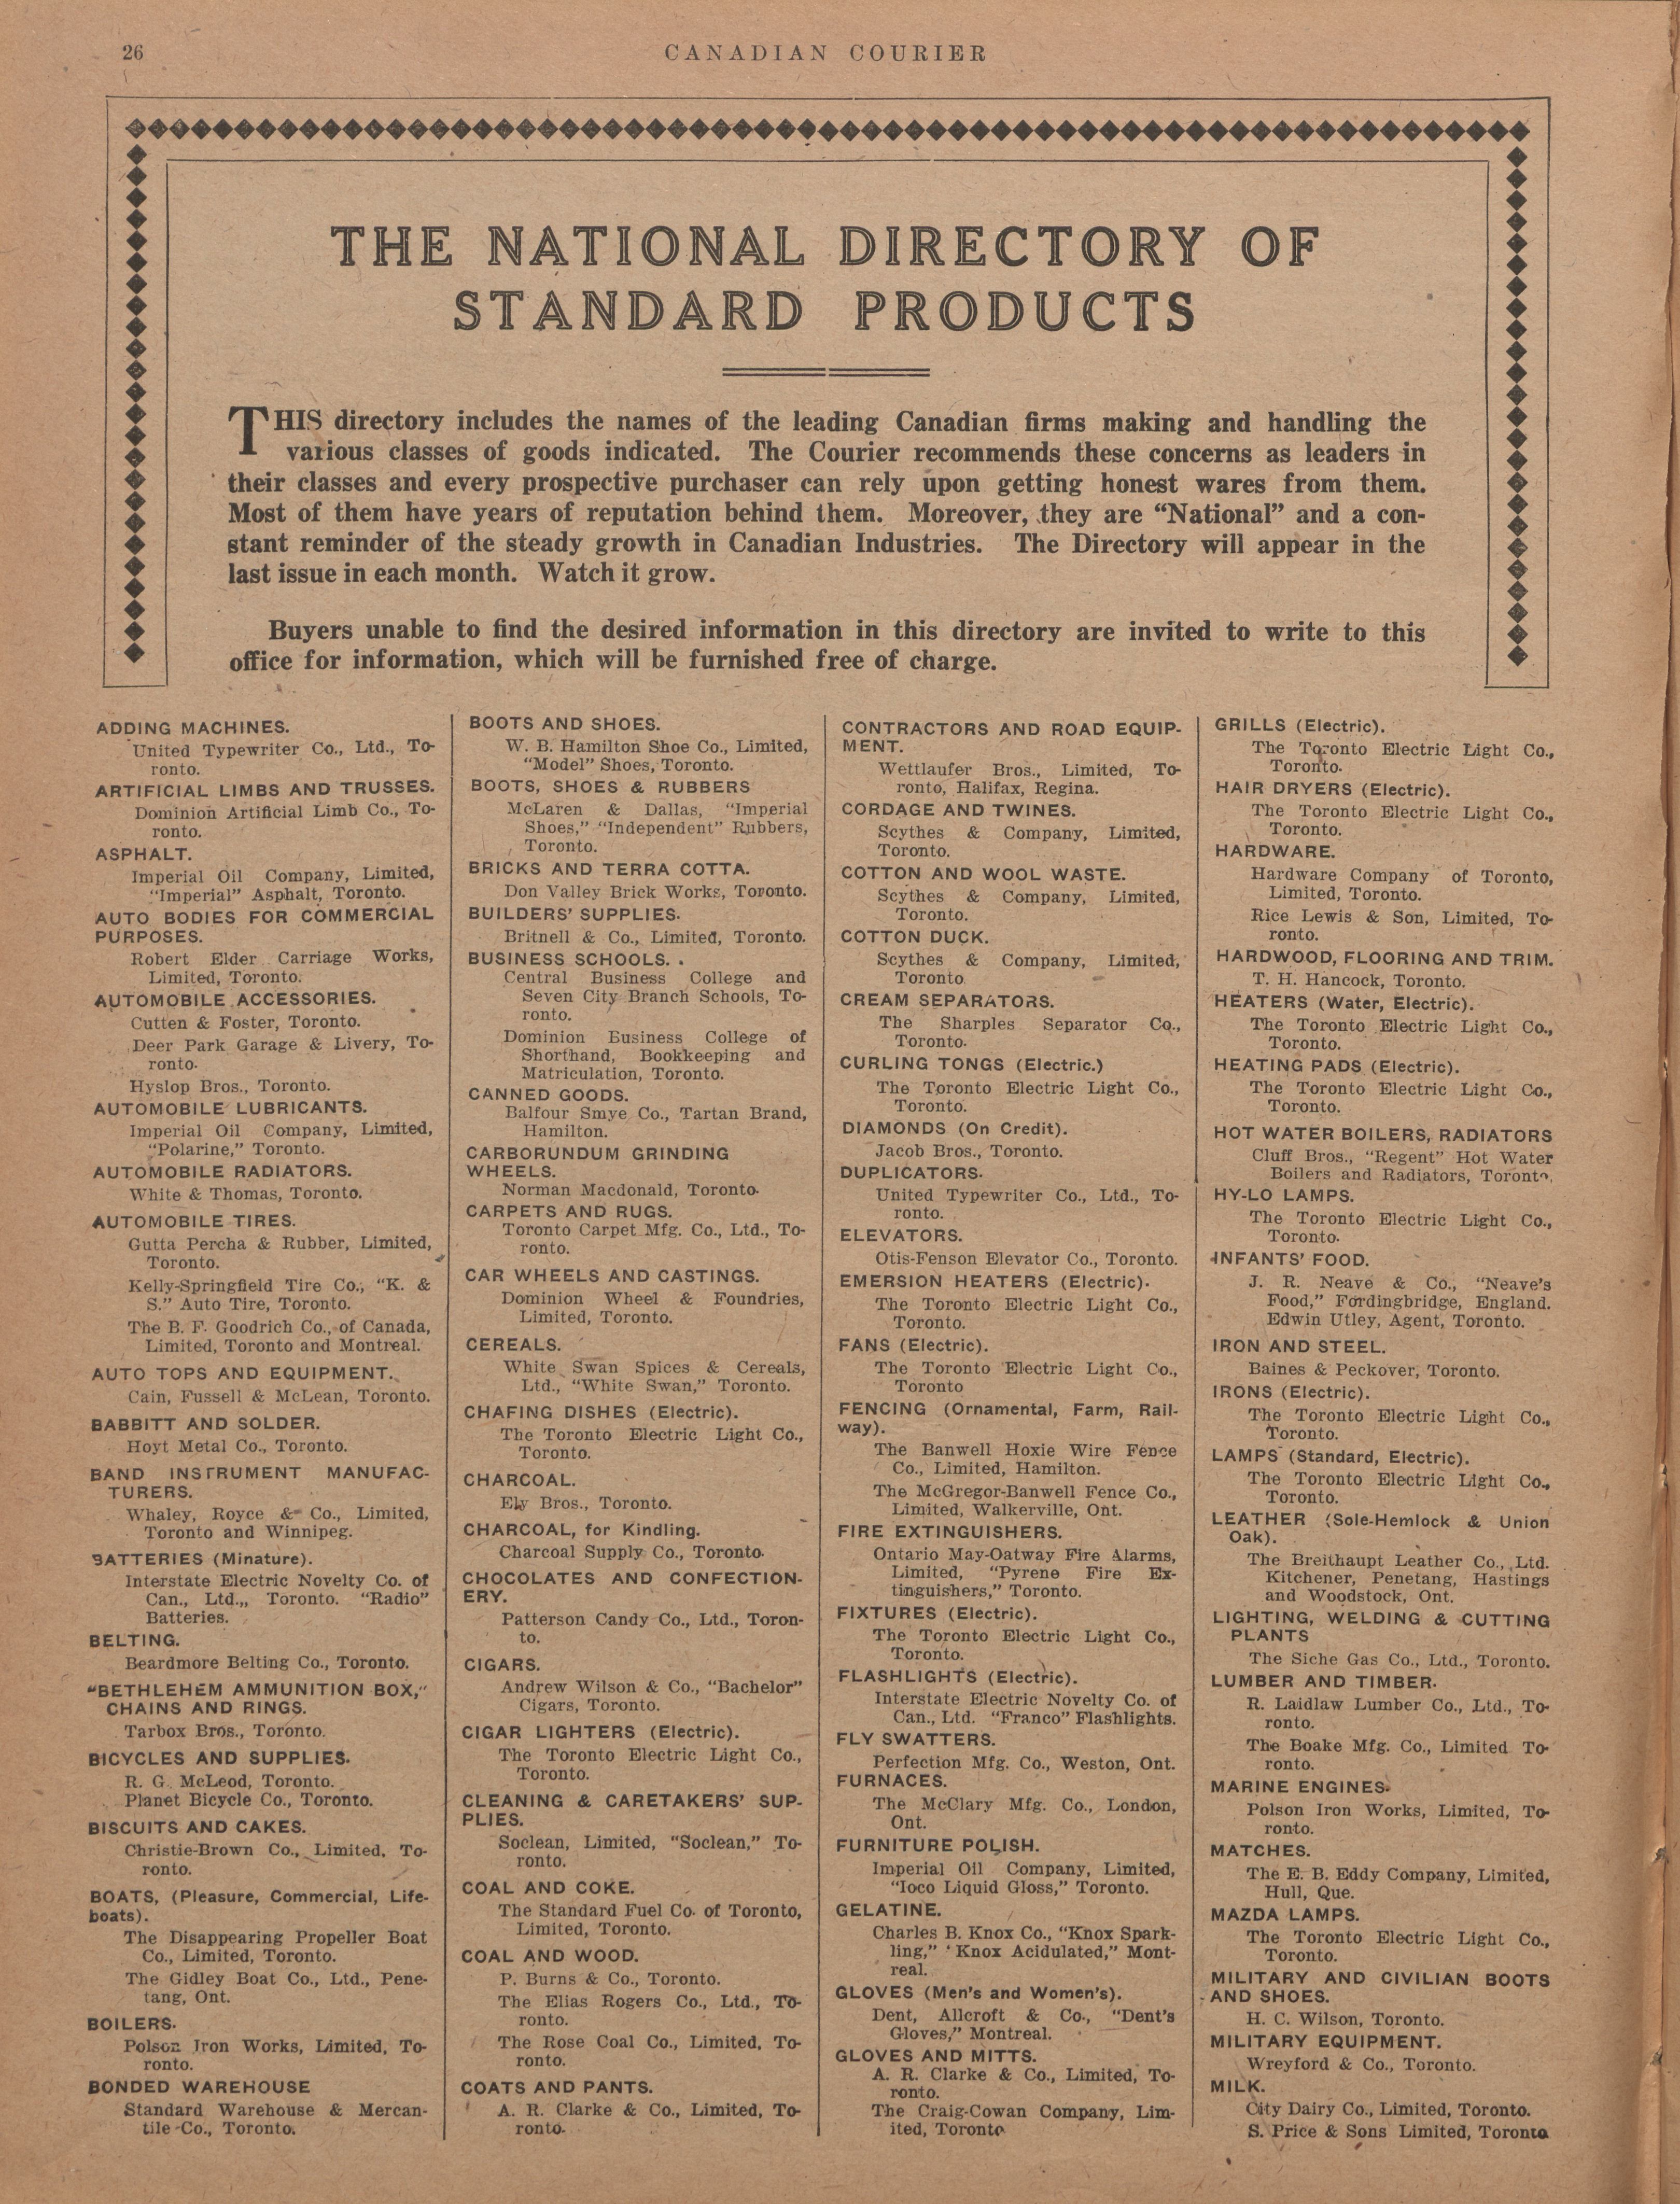 26
CANADIAN COURIER
THE NATIONAL DIRECTORY OF
STANDARD PRODUCTS
THIS directory includes the names of the leading Canadian firms making and handling the
various classes of goods indicated. The Courier recommends these concerns as leaders in
their classes and every prospective purchaser can rely upon getting honest wares from them.
Most of them have years of reputation behind them. Moreover, they are “National” and a con-
stant reminder of the steady growth in Canadian Industries. The Directory will appear in the
last issue in each month. Watch it grow.
Buyers unable to find the desired information in this directory are invited to write to this
office for information, which will be furnished free of charge.
ADDING MACHINES.
United Typewriter Co., Ltd., To-
ronto.
ARTIFICIAL LIMBS AND TRUSSES.
Dominion Artificial Limb Co., To-
ronto.
ASPHALT.
Imperial Oil Company, Limited,
“Imperial” Asphalt, Toronto.
AUTO BODIES FOR COMMERCIAL
PURPOSES.
Robert Elder Carriage Works,
Limited, Toronto.
AUTOMOBILE ACCESSORIES.
Cutten & Foster, Toronto.
Deer Park Garage & Livery, To-
ronto.
Hyslop Bros., Toronto.
AUTOMOBILE LUBRICANTS.
Imperial Oil Company, Limited,
“Polarine,” Toronto.
AUTOMOBILE RADIATORS.
White & Thomas, Toronto.
AUTOMOBILE TIRES.
Gutta Percha & Rubber, Limited,
Toronto.
Kelly-Springfield Tire Co., “K. &
S.” Auto Tire, Toronto.
The B. F. Goodrich Co., of Canada,
Limited, Toronto and Montreal.
AUTO TOPS AND EQUIPMENT.
Cain, Fussell & McLean, Toronto.
BABBITT AND SOLDER.
Hoyt Metal Co., Toronto.
BAND INSTRUMENT MANUFAC-
TURERS.
Whaley, Royce & Co., Limited,
Toronto and Winnipeg.
BATTERIES (Minature).
Interstate Electric Novelty Co. of
Can., Ltd.,, Toronto. “Radio”
Batteries.
BELTING.
Beardmore Belting Co., Toronto.
“BETHLEHEM AMMUNITION BOX,”
CHAINS AND RINGS.
Tarbox Bros., Toronto.
BICYCLES AND SUPPLIES.
R. G. McLeod, Toronto.
Planet Bicycle Co., Toronto.
BISCUITS AND CAKES.
Christie-Brown Co., Limited, To-
ronto.
BOATS, (Pleasure, Commercial, Life-
boats).
The Disappearing Propeller Boat
Co., Limited, Toronto.
The Gidley Boat Co., Ltd., Pene-
tang, Ont.
BOILERS.
Polson Iron Works, Limited, To-
ronto.
BONDED WAREHOUSE
Standard Warehouse & Mercan-
tile Co., Toronto.
BOOTS AND SHOES.
W. B. Hamilton Shoe Co., Limited,
“Model” Shoes, Toronto.
BOOTS, SHOES & RUBBERS
McLaren & Dallas, “Imperial
Shoes,” “Independent” Rubbers,
Toronto.
BRICKS AND TERRA COTTA.
Don Valley Brick Works, Toronto.
BUILDERS’ SUPPLIES.
Britnell & Co., Limited, Toronto.
BUSINESS SCHOOLS.
Central Business College and
Seven City Branch Schools, To-
ronto.
Dominion Business College of
Shorthand, Bookkeeping and
Matriculation, Toronto.
CANNED GOODS.
Balfour Smye Co., Tartan Brand,
Hamilton.
CARBORUNDUM GRINDING
WHEELS.
Norman Macdonald, Toronto.
CARPETS AND RUGS.
Toronto Carpet Mfg. Co., Ltd., To-
ronto.
CAR WHEELS AND CASTINGS.
Dominion Wheel & Foundries,
Limited, Toronto.
CEREALS.
White Swan Spices & Cereals,
Ltd., “White Swan,” Toronto.
CHAFING DISHES (Electric).
The Toronto Electric Light Co.,
Toronto.
CHARCOAL.
Ely Bros., Toronto.
CHARCOAL, for Kindling.
Charcoal Supply Co., Toronto.
CHOCOLATES AND CONFECTION-
ERY.
Patterson Candy Co., Ltd., Toron-
to.
CIGARS.
Andrew Wilson & Co., “Bachelor”
Cigars, Toronto.
CIGAR LIGHTERS (Electric).
The Toronto Electric Light Co.,
Toronto.
CLEANING & CARETAKERS’ SUP-
PLIES.
Soclean, Limited, “Soclean,” To-
ronto.
COAL AND COKE.
The Standard Fuel Co. of Toronto,
Limited, Toronto.
COAL AND WOOD.
P. Burns & Co., Toronto.
The Elias Rogers Co., Ltd., To-
ronto.
The Rose Coal Co., Limited, To-
ronto.
COATS AND PANTS.
A. R. Clarke & Co., Limited, To-
ronto.
CONTRACTORS AND ROAD EQUIP-
MENT.
Wettlaufer Bros., Limited, To-
ronto, Halifax, Regina.
CORDAGE AND TWINES.
Scythes & Company, Limited,
Toronto.
COTTON AND WOOL WASTE.
Scythes & Company, Limited,
Toronto.
COTTON DUCK.
Scythes & Company, Limited,
Toronto
CREAM SEPARATORS.
The Sharples Separator Co.,
Toronto.
CURLING TONGS (Electric.)
The Toronto Electric Light Co.,
Toronto.
DIAMONDS (On Credit).
Jacob Bros., Toronto.
DUPLICATORS.
United Typewriter Co., Ltd., To-
ronto.
ELEVATORS.
Otis-Fenson Elevator Co., Toronto.
EMERSION HEATERS (Electric).
The Toronto Electric Light Co.,
Toronto.
FANS (Electric).
The Toronto Electric Light Co.,
Toronto
FENCING (Ornamental, Farm, Rail-
way).
The Banwell Hoxie Wire Fence
Co., Limited, Hamilton.
The McGregor-Banwell Fence Co.,
Limited, Walkerville, Ont.
FIRE EXTINGUISHERS.
Ontario May-Oatway Fire Alarms,
Limited, “Pyrene Fire Ex-
tinguishers,” Toronto.
FIXTURES (Electric).
The Toronto Electric Light Co.,
Toronto.
FLASHLIGHTS (Electric).
Interstate Electric Novelty Co. of
Can., Ltd. “Franco” Flashlights.
FLY SWATTERS.
Perfection Mfg. Co., Weston, Ont.
FURNACES.
The McClary Mfg. Co., London,
Ont.
FURNITURE POLISH.
Imperial Oil Company, Limited,
“Ioco Liquid Gloss,” Toronto.
GELATINE.
Charles B. Knox Co., “Knox Spark-
ling,” ‘Knox Acidulated,” Mont-
real.
GLOVES (Men’s and Women’s).
Dent, Allcroft & Co., “Dent’s
Gloves,” Montreal.
GLOVES AND MITTS.
A. R. Clarke & Co., Limited, To-
ronto.
The Craig-Cowan Company, Lim-
ited, Toronto
GRILLS (Electric).
The Toronto Electric Light Co.,
Toronto.
HAIR DRYERS (Electric).
The Toronto Electric Light Co.,
Toronto.
HARDWARE.
Hardware Company of Toronto,
Limited, Toronto.
Rice Lewis & Son, Limited, To-
ronto.
HARDWOOD, FLOORING AND TRIM.
T. H. Hancock, Toronto.
HEATERS (Water, Electric).
The Toronto Electric Light Co.,
Toronto.
HEATING PADS (Electric).
The Toronto Electric Light Co.,
Toronto.
HOT WATER BOILERS, RADIATORS
Cluff Bros., “Regent” Hot Water
Boilers and Radiators, Toronto.
HY-LO LAMPS.
The Toronto Electric Light Co.,
Toronto.
INFANTS’ FOOD.
J. R. Neave & Co., “Neave’s
Food,” Fordingbridge, England.
Edwin Utley, Agent, Toronto.
IRON AND STEEL.
Baines & Peckover, Toronto.
IRONS (Electric).
The Toronto Electric Light Co.,
Toronto.
LAMPS (Standard, Electric).
The Toronto Electric Light Co.,
Toronto.
LEATHER (Sole-Hemlock & Union
Oak).
The Breithaupt Leather Co., Ltd.
Kitchener, Penetang, Hastings
and Woodstock, Ont.
LIGHTING, WELDING & CUTTING
PLANTS
The Siche Gas Co., Ltd., Toronto.
LUMBER AND TIMBER.
R. Laidlaw Lumber Co., Ltd., To-
ronto.
The Boake Mfg. Co., Limited To-
ronto.
MARINE ENGINES.
Polson Iron Works, Limited, To-
ronto.
MATCHES.
The E. B. Eddy Company, Limited,
Hull, Que.
MAZDA LAMPS.
The Toronto Electric Light Co.,
Toronto.
MILITARY AND CIVILIAN BOOTS
AND SHOES.
H. C. Wilson, Toronto.
MILITARY EQUIPMENT.
Wreyford & Co., Toronto.
MILK.
City Dairy Co., Limited, Toronto.
S. Price & Sons Limited, Toronto